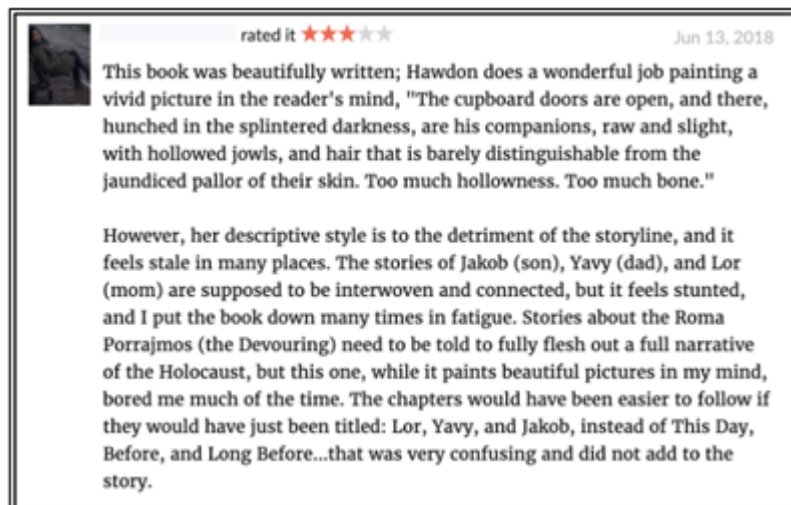 rated it
Jun 13, 2018
This book was beautifully written; Hawdon does a wonderful job painting a
vivid picture in the reader's mind, "The cupboard doors are open, and there,
hunched in the splintered darkness, are his companions, raw and slight,
with hollowed jowls, and hair that is barely distinguishable from the
jaundiced pallor of their skin. Too much hollowness. Too much bone."
However, her descriptive style is to the detriment of the storyline, and it
feels stale in many places. The stories of Jakob (son), Yavy (dad), and Lor
(mom) are supposed to be interwoven and connected, but it feels stunted,
and I put the book down many times in fatigue. Stories about the Roma
Porrajmos (the Devouring) need to be told to fully flesh out a full narrative
of the Holocaust, but this one, while it paints beautiful pictures in my mind,
bored me much of the time. The chapters would have been easier to follow if
they would have just been titled: Lor, Yavy, and Jakob, instead of This Day,
Before, and Long Before...that was very confusing and did not add to the
story.